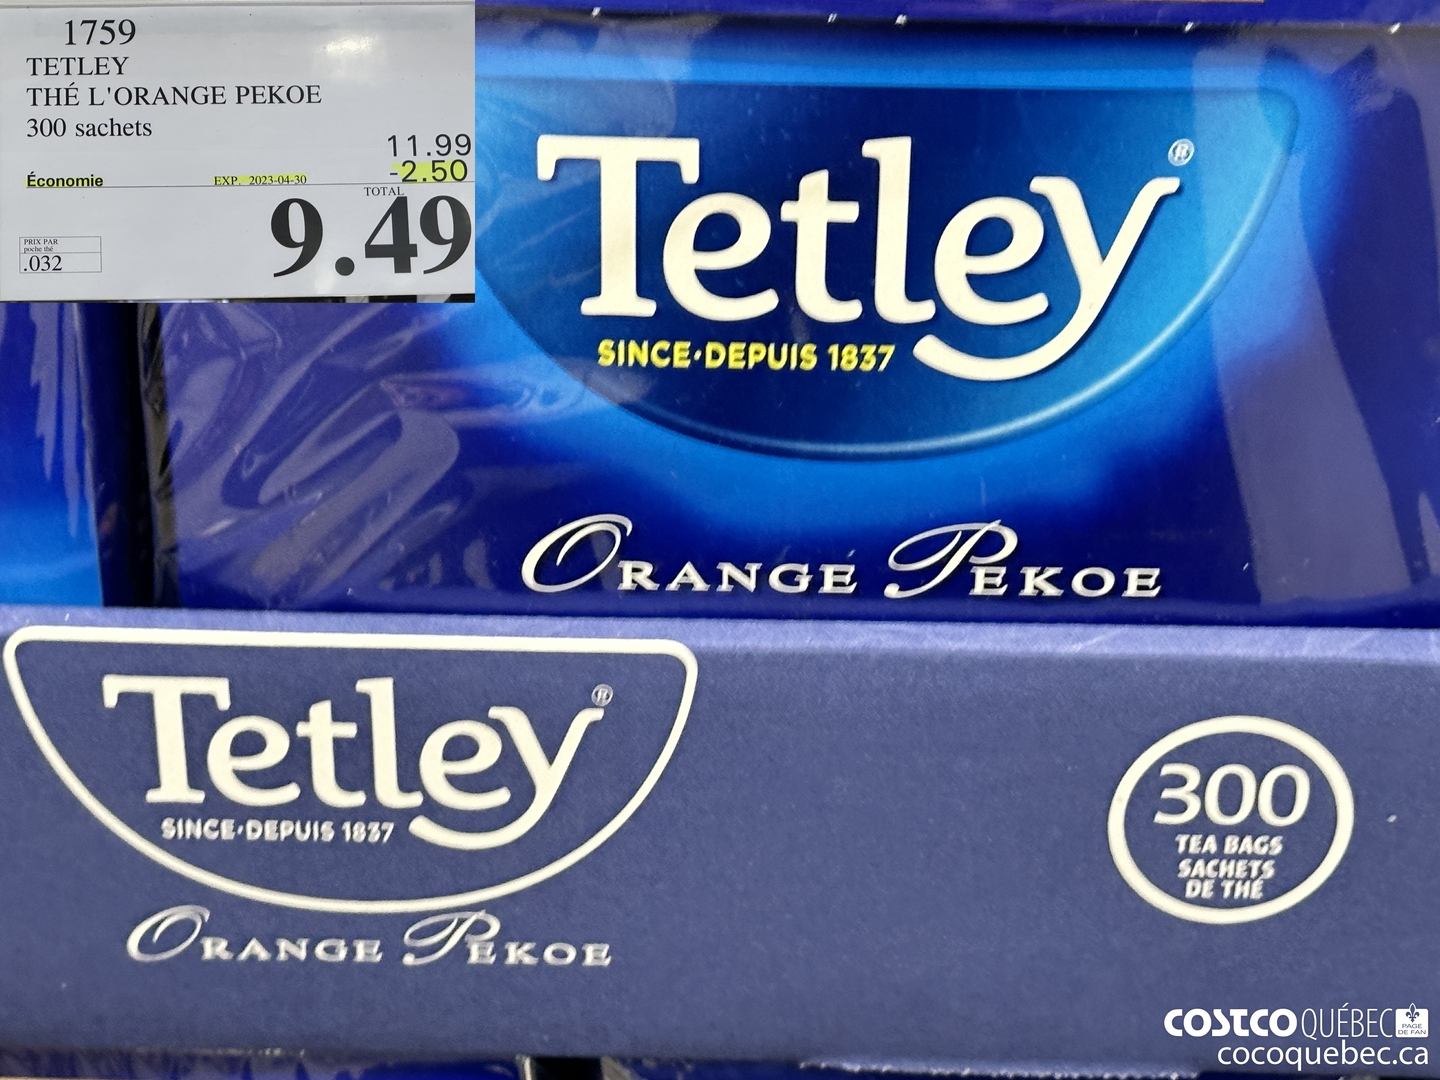 1759
TETLEY
THÉ L'ORANGE PEKOE
300 sachets
11.99
Économie EXP. 2023-04-30 -2.50
TOTAL
9.49
PRIX PAR
poche thé
.032
Tetley®
SINCE·DEPUIS 1837
ORANGE PEKOE
Tetley®
SINCE·DEPUIS 1837
ORANGE PEKOE
300
TEA BAGS
SACHETS
DE THÉ
COSTCO QUÉBEC PAGE DE FAN
cocoquebec.ca